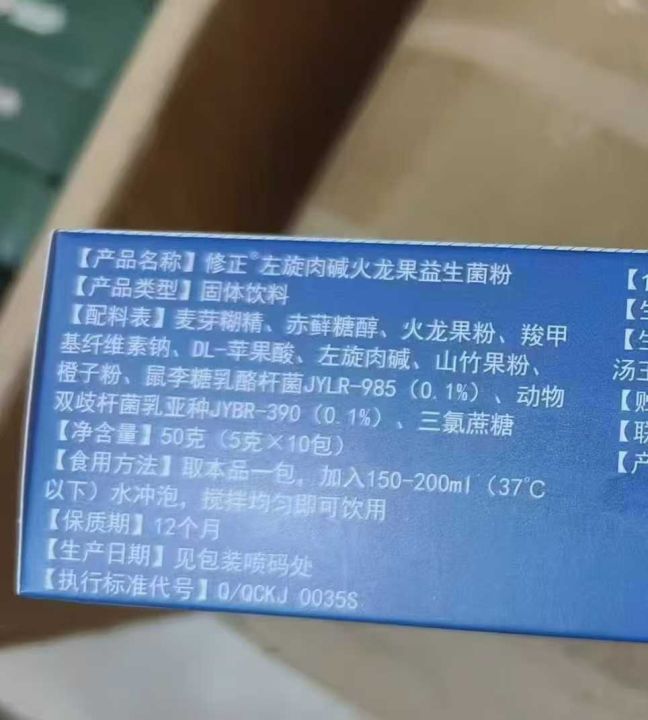 【产品名称】修正®左旋肉碱火龙果益生菌粉
【产品类型】固体饮料
【配料表】麦芽糊精、赤藓糖醇、火龙果粉、羧甲
基纤维素钠、DL-苹果酸、左旋肉碱、山竹果粉、
橙子粉、鼠李糖乳酪杆菌JYLR-985（0.1%）、动物
双歧杆菌乳亚种JYBR-390（0.1%）、三氯蔗糖
【净含量】50克（5克×10包）
【食用方法】取本品一包，加入150-200ml（37℃
以下）水冲泡，搅拌均匀即可饮用
【保质期】12个月
【生产日期】见包装喷码处
【执行标准代号】Q/QCKJ 0035S
【生
【生
汤王
【贮
【联
【产